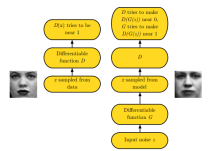 D(x) tries to be
near 1
Differentiable
function D
x sampled from
data
D tries to make
D(G(z)) near 0,
G tries to make
D(G(z)) near 1
D
x sampled from
model
Differentiable
function G
Input noise z